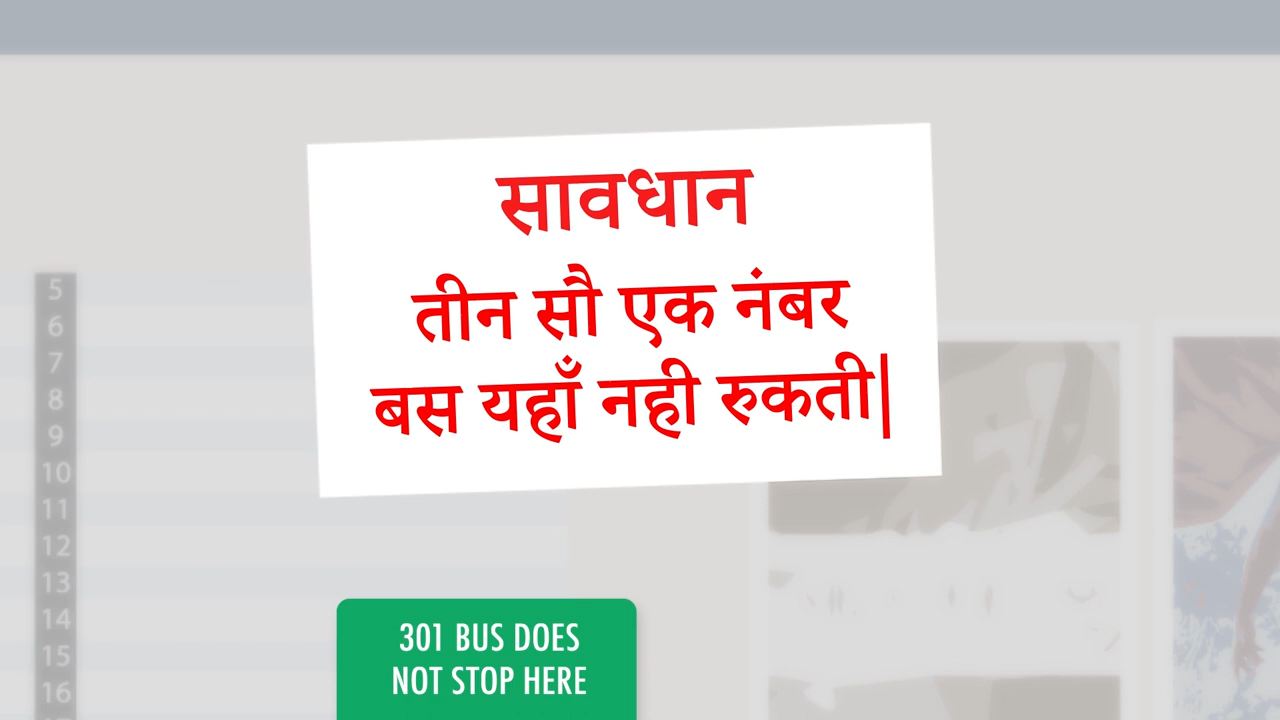 सावधान
तीन सौ एक नंबर
बस यहाँ नही रुकती|
5
6
7
8
9
10
11
12
13
14
15
16
301 BUS DOES
NOT STOP HERE